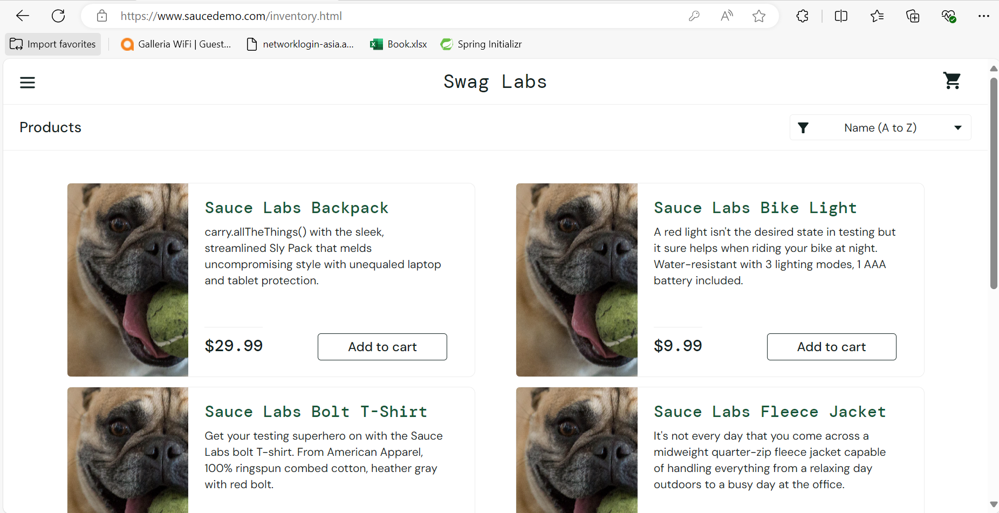 https://www.saucedemo.com/inventory.html
Import favorites
Galleria WiFi | Guest...
networklogin-asia.a...
Book.xlsx
Spring Initializr
Swag Labs
Products
Name (A to Z)
Sauce Labs Backpack
carry.allTheThings() with the sleek,
streamlined Sly Pack that melds
uncompromising style with unequaled laptop
and tablet protection.
$29.99
Add to cart
Sauce Labs Bike Light
A red light isn't the desired state in testing but
it sure helps when riding your bike at night.
Water-resistant with 3 lighting modes, 1 AAA
battery included.
$9.99
Add to cart
Sauce Labs Bolt T-Shirt
Get your testing superhero on with the Sauce
Labs bolt T-shirt. From American Apparel,
100% ringspun combed cotton, heather gray
with red bolt.
Sauce Labs Fleece Jacket
It's not every day that you come across a
midweight quarter-zip fleece jacket capable
of handling everything from a relaxing day
outdoors to a busy day at the office.